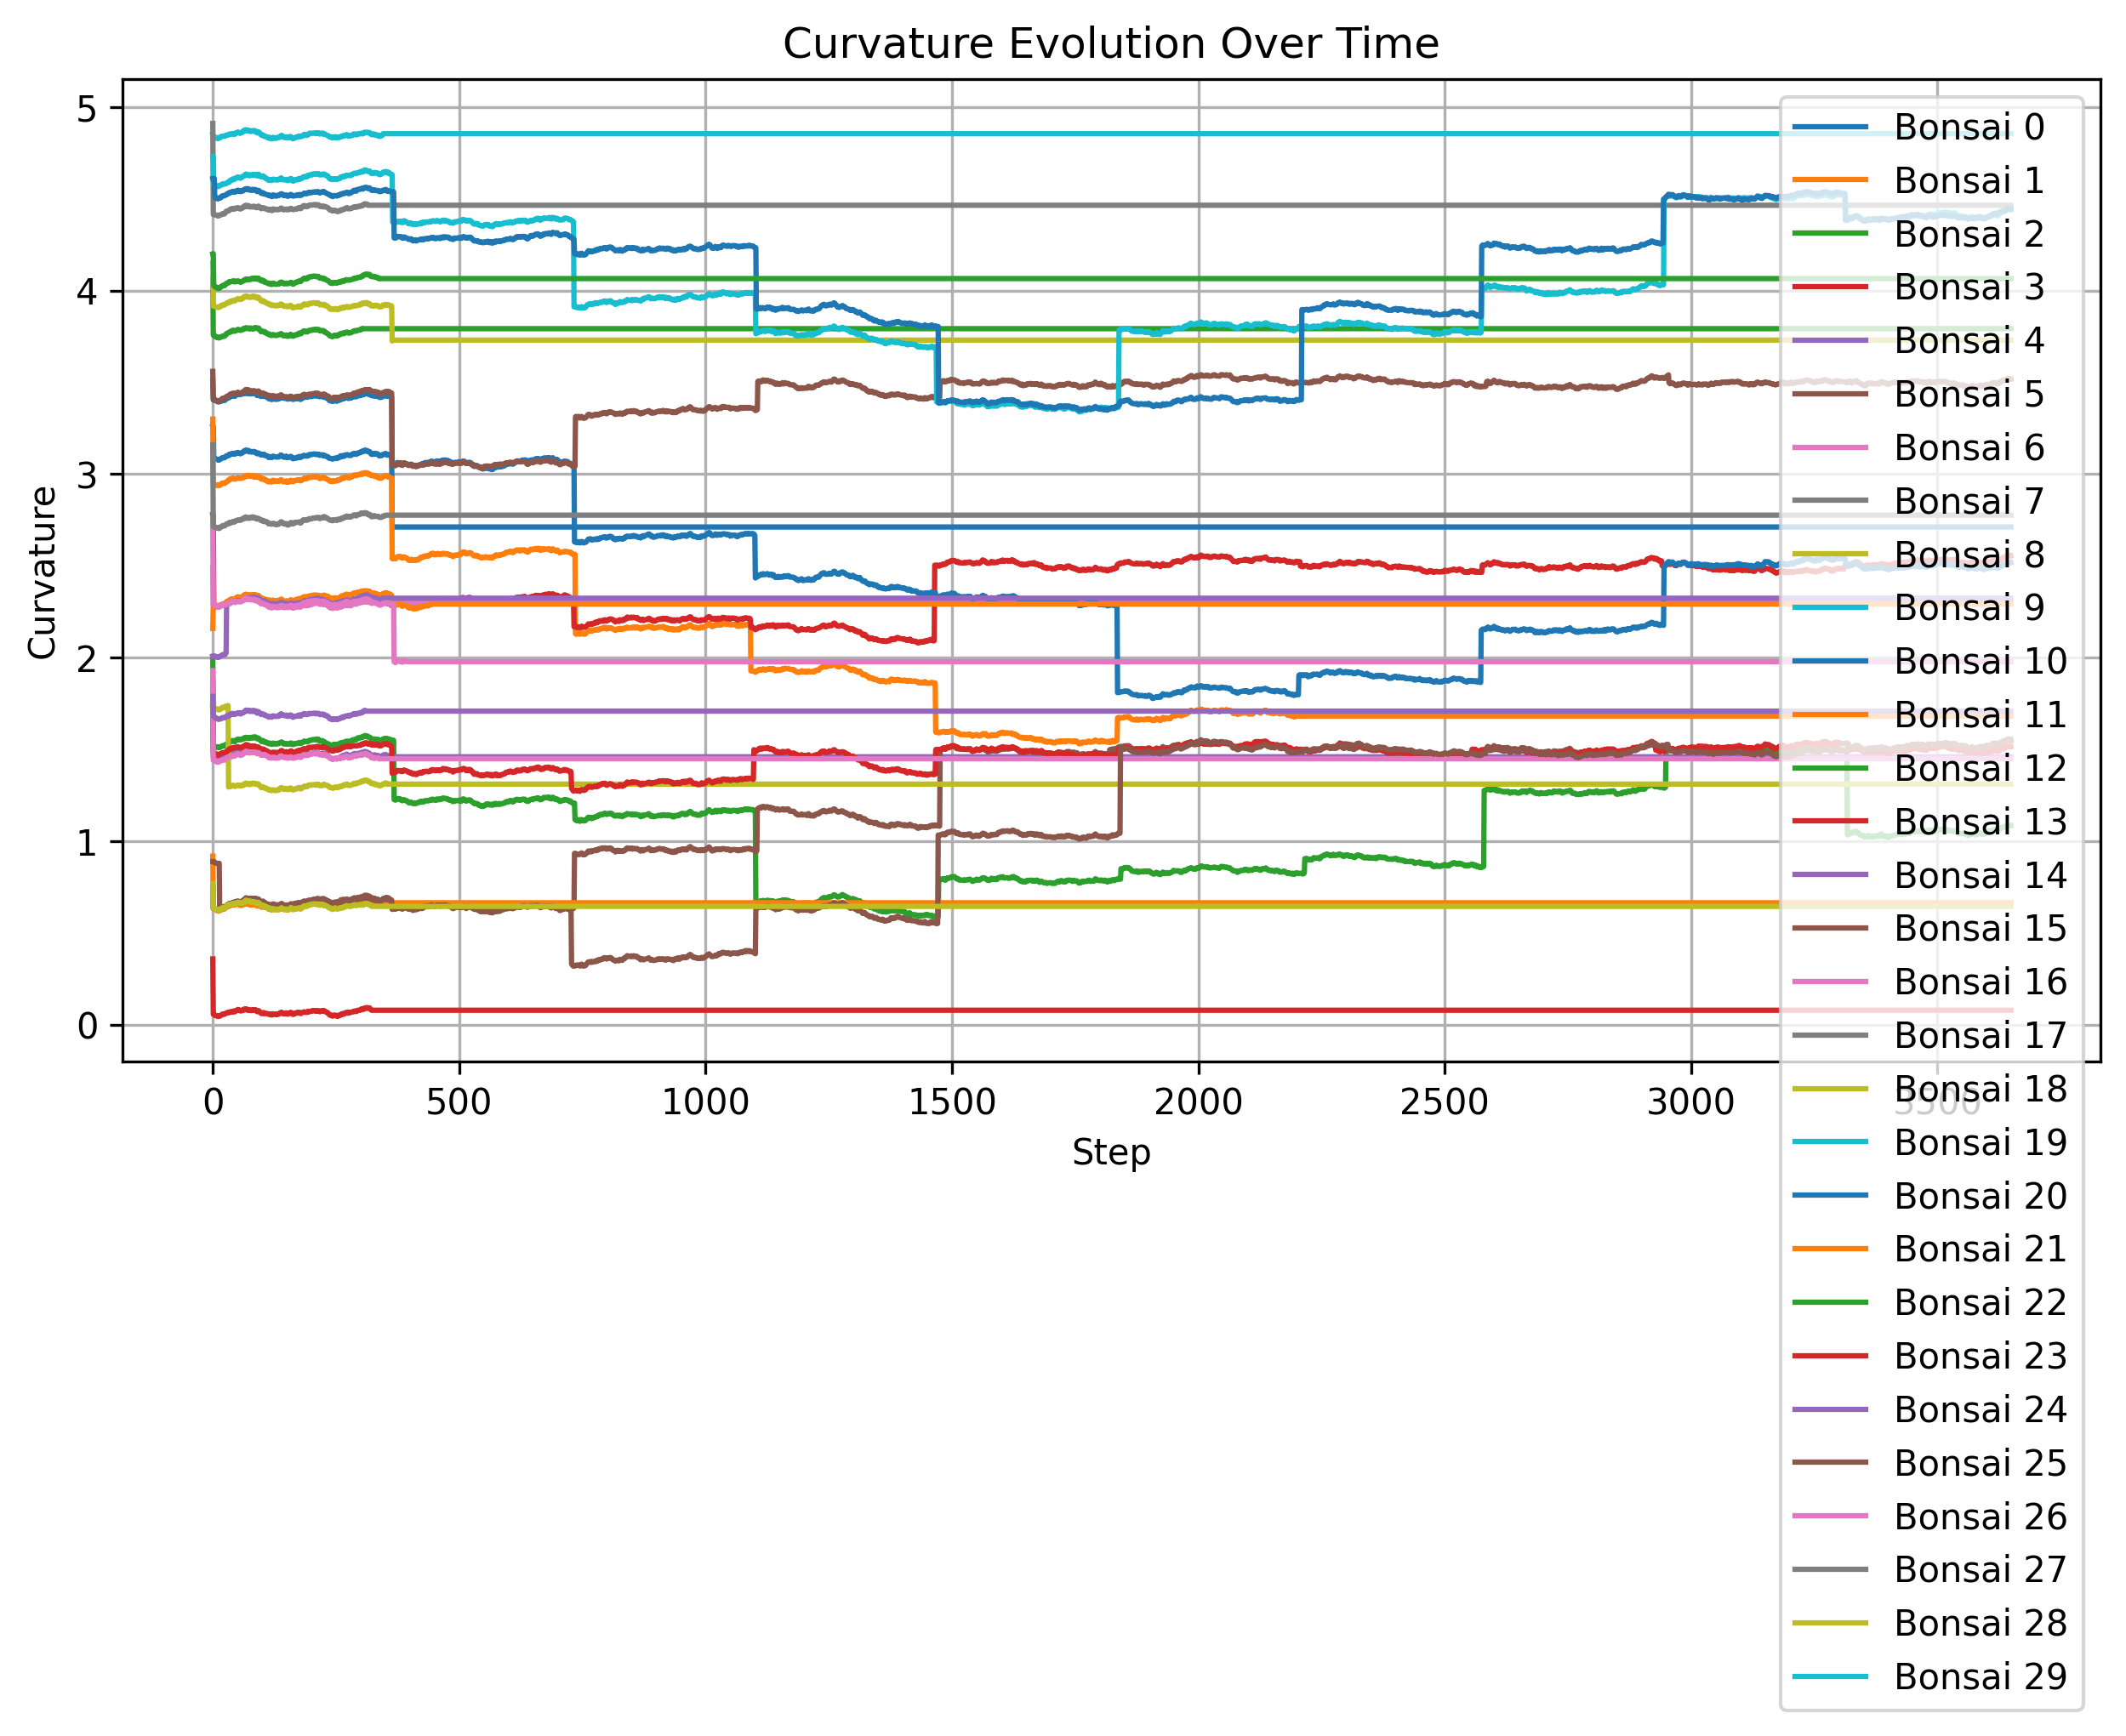 Curvature Evolution Over Time
5
4
3
2
1
0
Curvature
0
500
1000
1500
2000
2500
3000
3500
Step
Bonsai 0
Bonsai 1
Bonsai 2
Bonsai 3
Bonsai 4
Bonsai 5
Bonsai 6
Bonsai 7
Bonsai 8
Bonsai 9
Bonsai 10
Bonsai 11
Bonsai 12
Bonsai 13
Bonsai 14
Bonsai 15
Bonsai 16
Bonsai 17
Bonsai 18
Bonsai 19
Bonsai 20
Bonsai 21
Bonsai 22
Bonsai 23
Bonsai 24
Bonsai 25
Bonsai 26
Bonsai 27
Bonsai 28
Bonsai 29